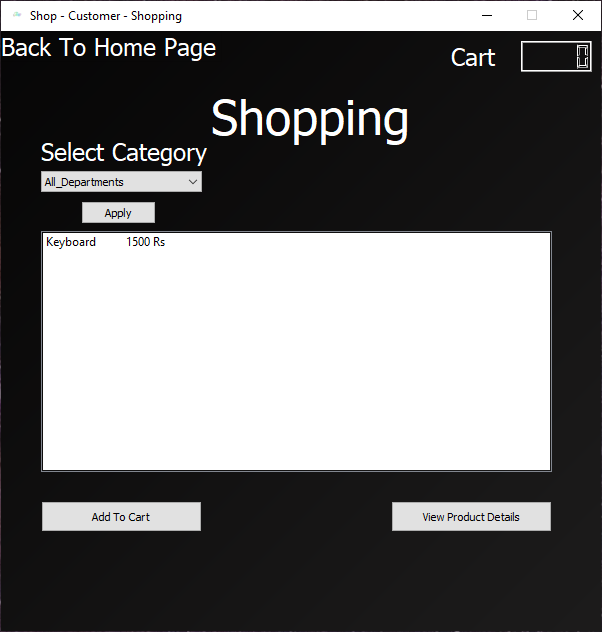 Shop - Customer - Shopping
Back To Home Page
Cart 0
Shopping
Select Category
All_Departments
Apply
Keyboard 1500 Rs
Add To Cart View Product Details